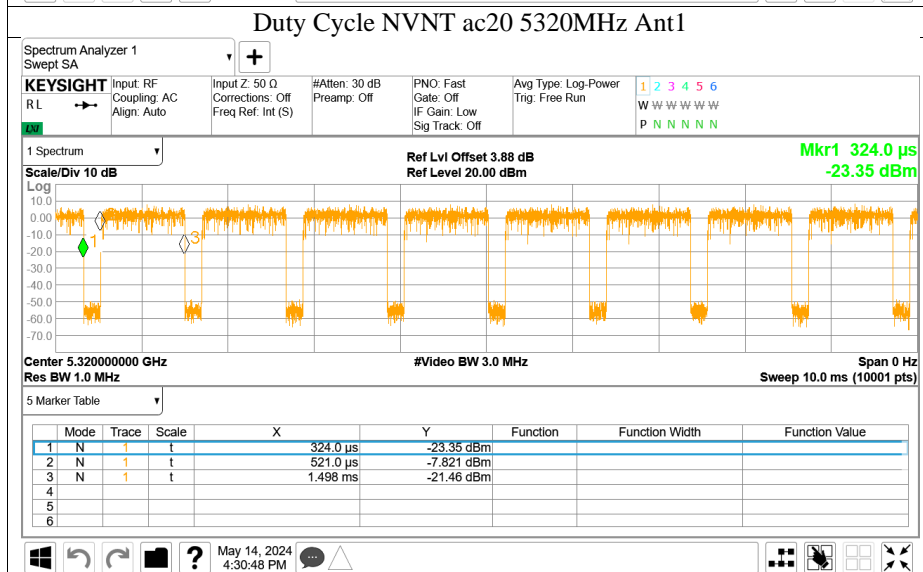 Duty Cycle NVNT ac20 5320MHz Ant1
Spectrum Analyzer 1
Swept SA
KEYSIGHT Input: RF Input Z: 50 Ω #Atten: 30 dB PNO: Fast Avg Type: Log-Power 1 2 3 4 5 6
R L Coupling: AC Corrections: Off Preamp: Off Gate: Off Trig: Free Run
Align: Auto Freq Ref: Int (S) IF Gain: Low W W W W W W
LXI Sig Track: Off P N N N N N
1 Spectrum Ref Lvl Offset 3.88 dB Mkr1 324.0 µs
Scale/Div 10 dB Ref Level 20.00 dBm -23.35 dBm
Log
10.0
0.00
-10.0
1 3
-20.0
-30.0
-40.0
-50.0
-60.0
-70.0
Center 5.320000000 GHz #Video BW 3.0 MHz Span 0 Hz
Res BW 1.0 MHz Sweep 10.0 ms (10001 pts)
5 Marker Table
Mode Trace Scale X Y Function Function Width Function Value
1 N 1 t 324.0 µs -23.35 dBm
2 N 1 t 521.0 µs -7.821 dBm
3 N 1 t 1.498 ms -21.46 dBm
4
5
6
? May 14, 2024
4:30:48 PM